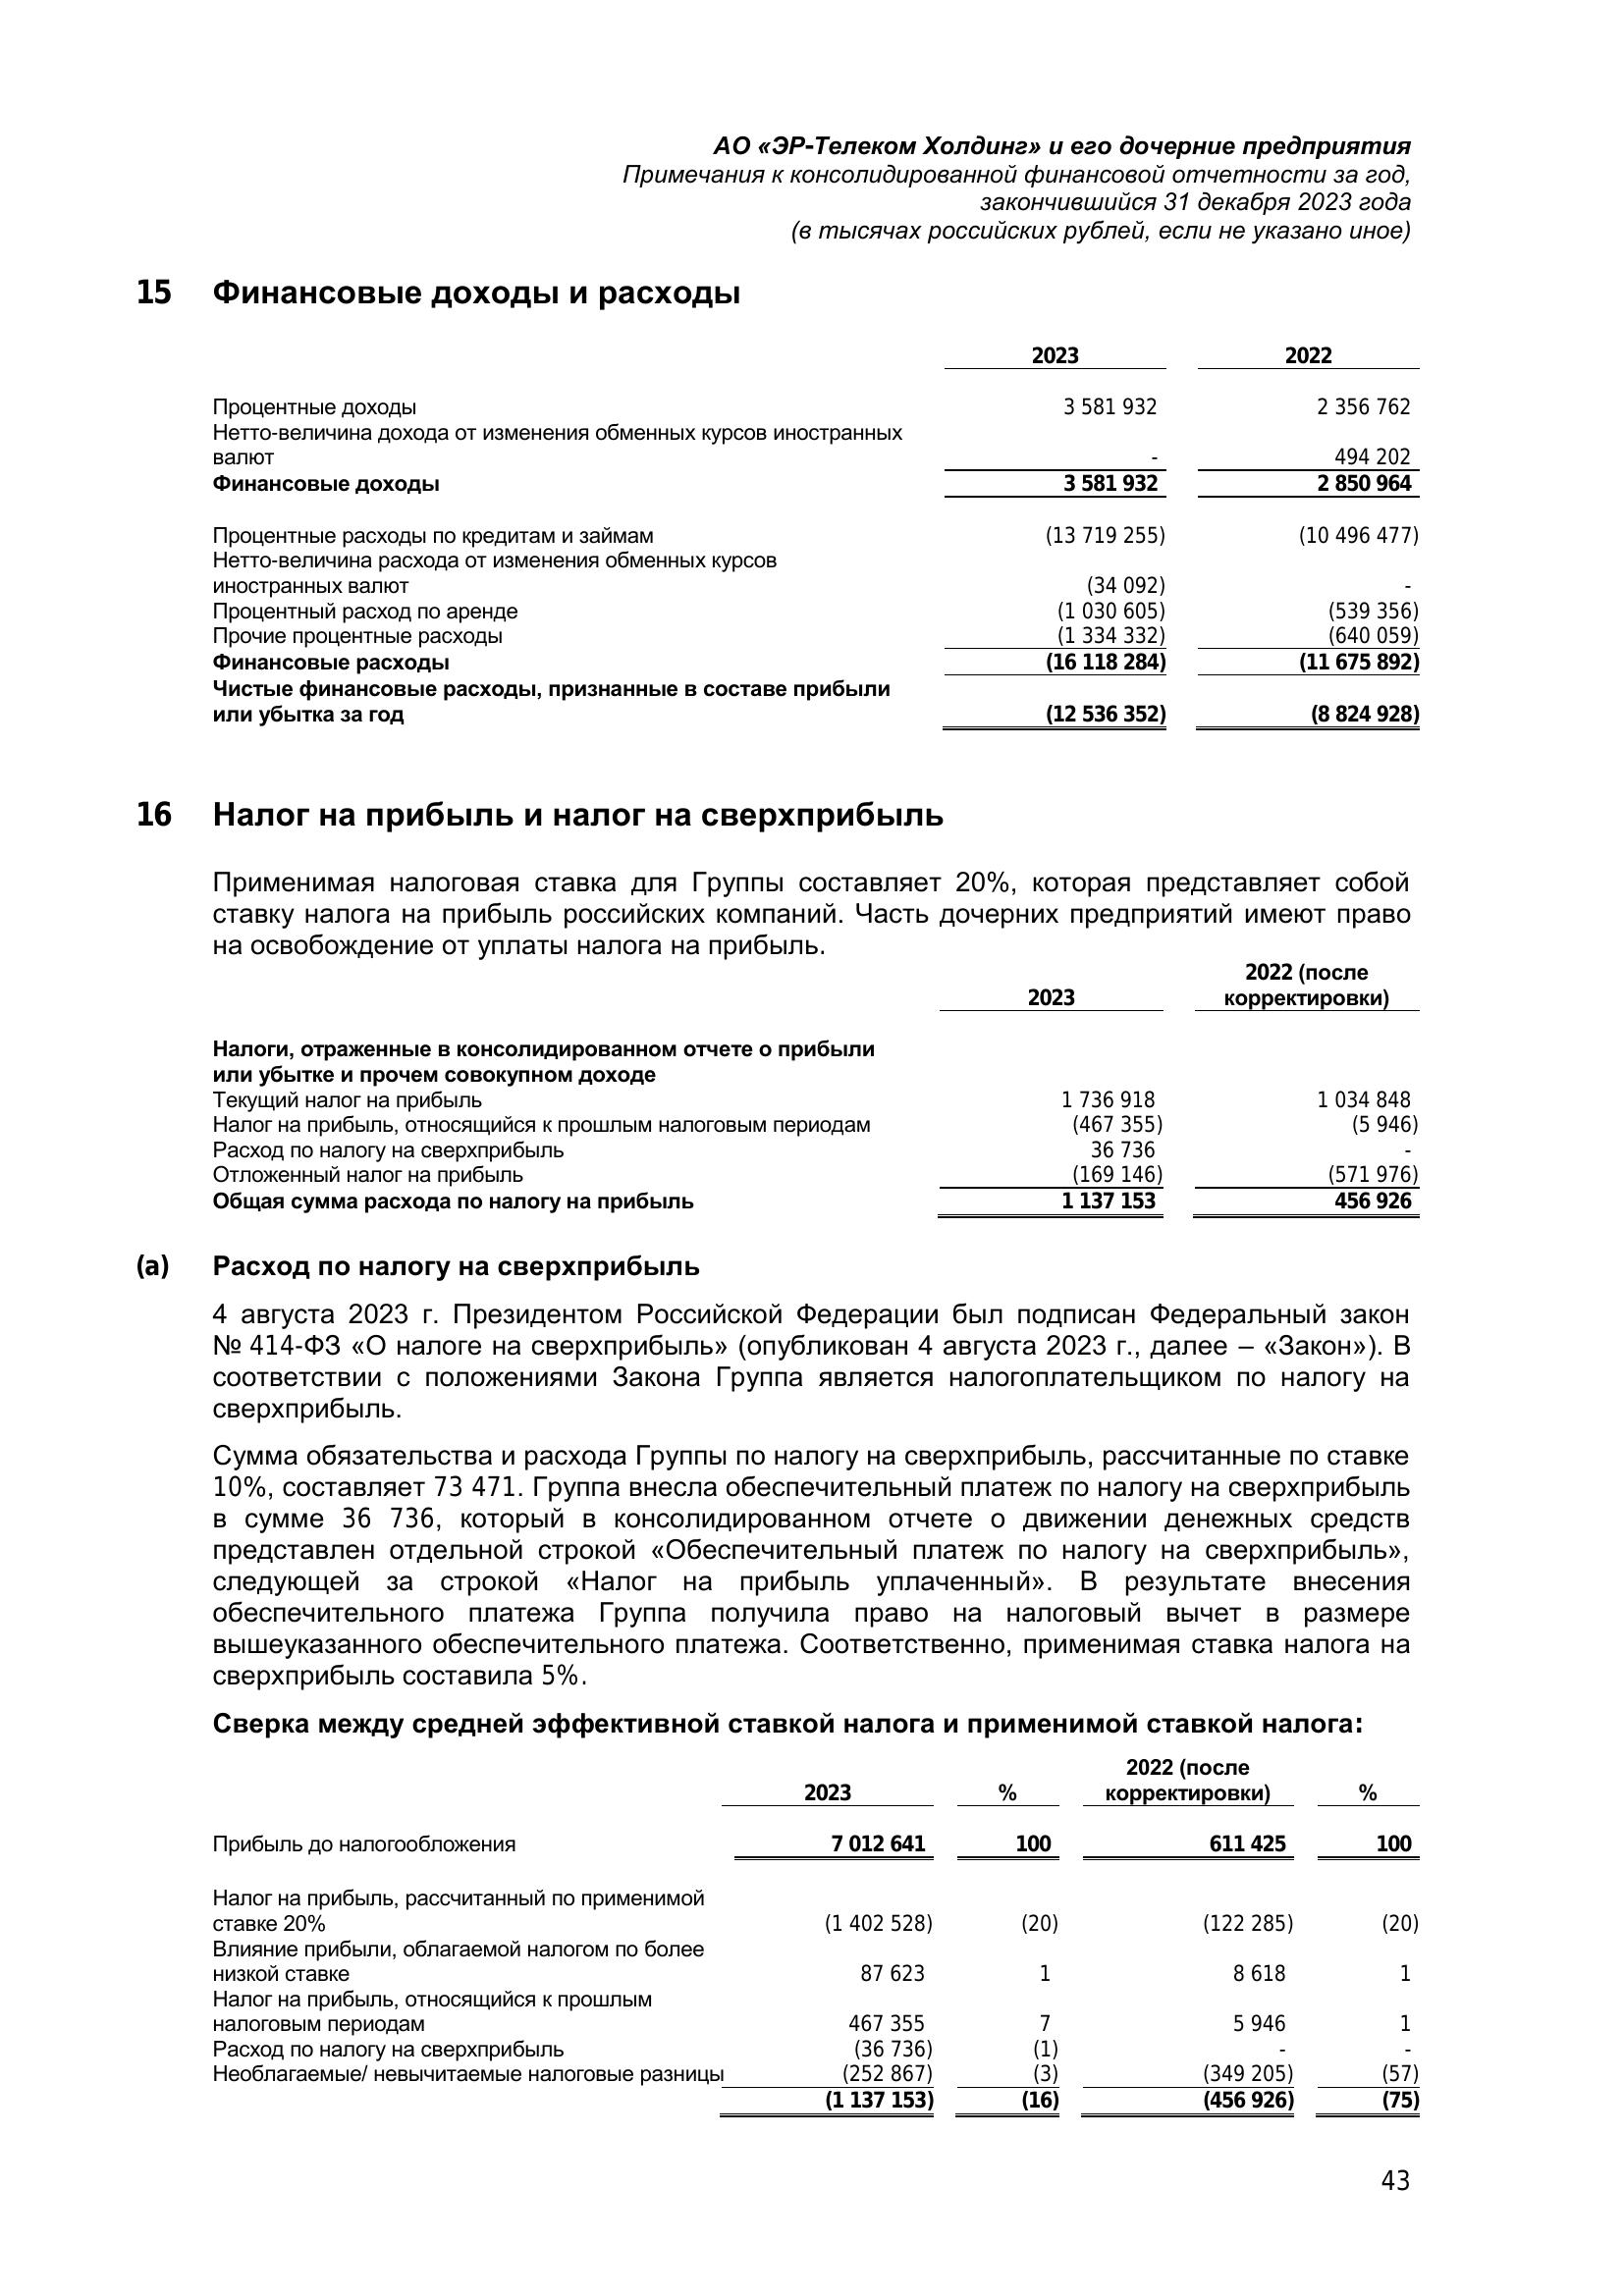 АО «ЭР-Телеком Холдинг» и его дочерние предприятия
Примечания к консолидированной финансовой отчетности за год,
закончившийся 31 декабря 2023 года
(в тысячах российских рублей, если не указано иное)
15 Финансовые доходы и расходы
2023 2022
Процентные доходы 3 581 932 2 356 762
Нетто-величина дохода от изменения обменных курсов иностранных
валют - 494 202
Финансовые доходы 3 581 932 2 850 964
Процентные расходы по кредитам и займам (13 719 255) (10 496 477)
Нетто-величина расхода от изменения обменных курсов
иностранных валют (34 092) -
Процентный расход по аренде (1 030 605) (539 356)
Прочие процентные расходы (1 334 332) (640 059)
Финансовые расходы (16 118 284) (11 675 892)
Чистые финансовые расходы, признанные в составе прибыли
или убытка за год (12 536 352) (8 824 928)
16 Налог на прибыль и налог на сверхприбыль
Применимая налоговая ставка для Группы составляет 20%, которая представляет собой
ставку налога на прибыль российских компаний. Часть дочерних предприятий имеют право
на освобождение от уплаты налога на прибыль.
2022 (после
2023 корректировки)
Налоги, отраженные в консолидированном отчете о прибыли
или убытке и прочем совокупном доходе
Текущий налог на прибыль 1 736 918 1 034 848
Налог на прибыль, относящийся к прошлым налоговым периодам (467 355) (5 946)
Расход по налогу на сверхприбыль 36 736 -
Отложенный налог на прибыль (169 146) (571 976)
Общая сумма расхода по налогу на прибыль 1 137 153 456 926
(а) Расход по налогу на сверхприбыль
4 августа 2023 г. Президентом Российской Федерации был подписан Федеральный закон
№ 414-ФЗ «О налоге на сверхприбыль» (опубликован 4 августа 2023 г., далее – «Закон»). В
соответствии с положениями Закона Группа является налогоплательщиком по налогу на
сверхприбыль.
Сумма обязательства и расхода Группы по налогу на сверхприбыль, рассчитанные по ставке
10%, составляет 73 471. Группа внесла обеспечительный платеж по налогу на сверхприбыль
в сумме 36 736, который в консолидированном отчете о движении денежных средств
представлен отдельной строкой «Обеспечительный платеж по налогу на сверхприбыль»,
следующей за строкой «Налог на прибыль уплаченный». В результате внесения
обеспечительного платежа Группа получила право на налоговый вычет в размере
вышеуказанного обеспечительного платежа. Соответственно, применимая ставка налога на
сверхприбыль составила 5%.
Сверка между средней эффективной ставкой налога и применимой ставкой налога:
2022 (после
2023 % корректировки) %
Прибыль до налогообложения 7 012 641 100 611 425 100
Налог на прибыль, рассчитанный по применимой
ставке 20% (1 402 528) (20) (122 285) (20)
Влияние прибыли, облагаемой налогом по более
низкой ставке 87 623 1 8 618 1
Налог на прибыль, относящийся к прошлым
налоговым периодам 467 355 7 5 946 1
Расход по налогу на сверхприбыль (36 736) (1) - -
Необлагаемые/ невычитаемые налоговые разницы (252 867) (3) (349 205) (57)
(1 137 153) (16) (456 926) (75)
43